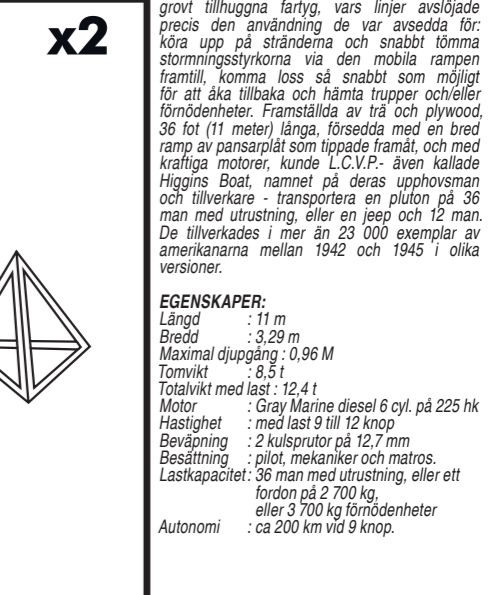 x2
grovt tillhuggna fartyg, vars linjer avslöjade
precis den användning de var avsedda för:
köra upp på stränderna och snabbt tömma
stormningsstyrkorna via den mobila rampen
framtill, komma loss så snabbt som möjligt
för att åka tillbaka och hämta trupper och/eller
förnödenheter. Framställda av trä och plywood,
36 fot (11 meter) långa, försedda med en bred
ramp av pansarplåt som tippade framåt, och med
kraftiga motorer, kunde L.C.V.P.- även kallade
Higgins Boat, namnet på deras upphovsman
och tillverkare - transportera en pluton på 36
man med utrustning, eller en jeep och 12 man.
De tillverkades i mer än 23 000 exemplar av
amerikanarna mellan 1942 och 1945 i olika
versioner.
EGENSKAPER:
Längd : 11 m
Bredd : 3,29 m
Maximal djupgång : 0,96 M
Tomvikt : 8,5 t
Totalvikt med last : 12,4 t
Motor : Gray Marine diesel 6 cyl. på 225 hk
Hastighet : med last 9 till 12 knop
Beväpning : 2 kulsprutor på 12,7 mm
Besättning : pilot, mekaniker och matros.
Lastkapacitet : 36 man med utrustning, eller ett
fordon på 2 700 kg,
eller 3 700 kg förnödenheter
Autonomi : ca 200 km vid 9 knop.